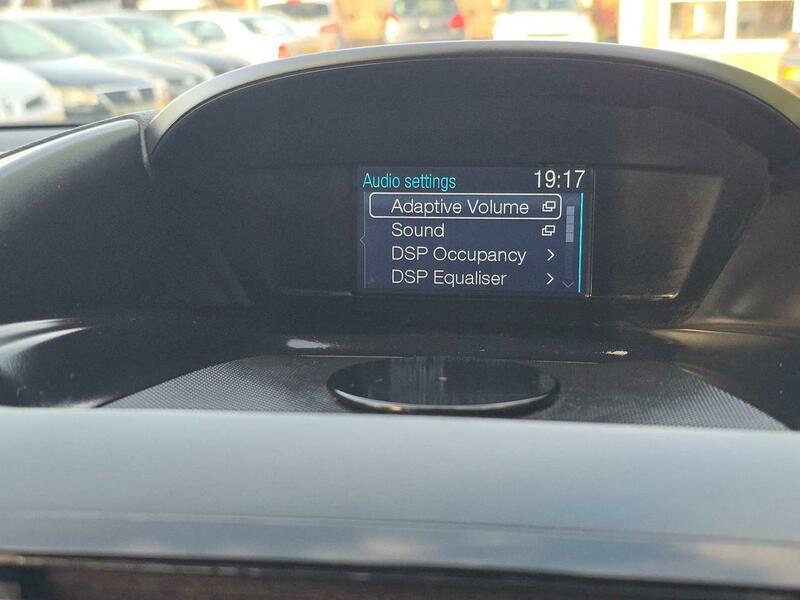 Audio settings 19:17
Adaptive Volume
Sound
DSP Occupancy
DSP Equaliser